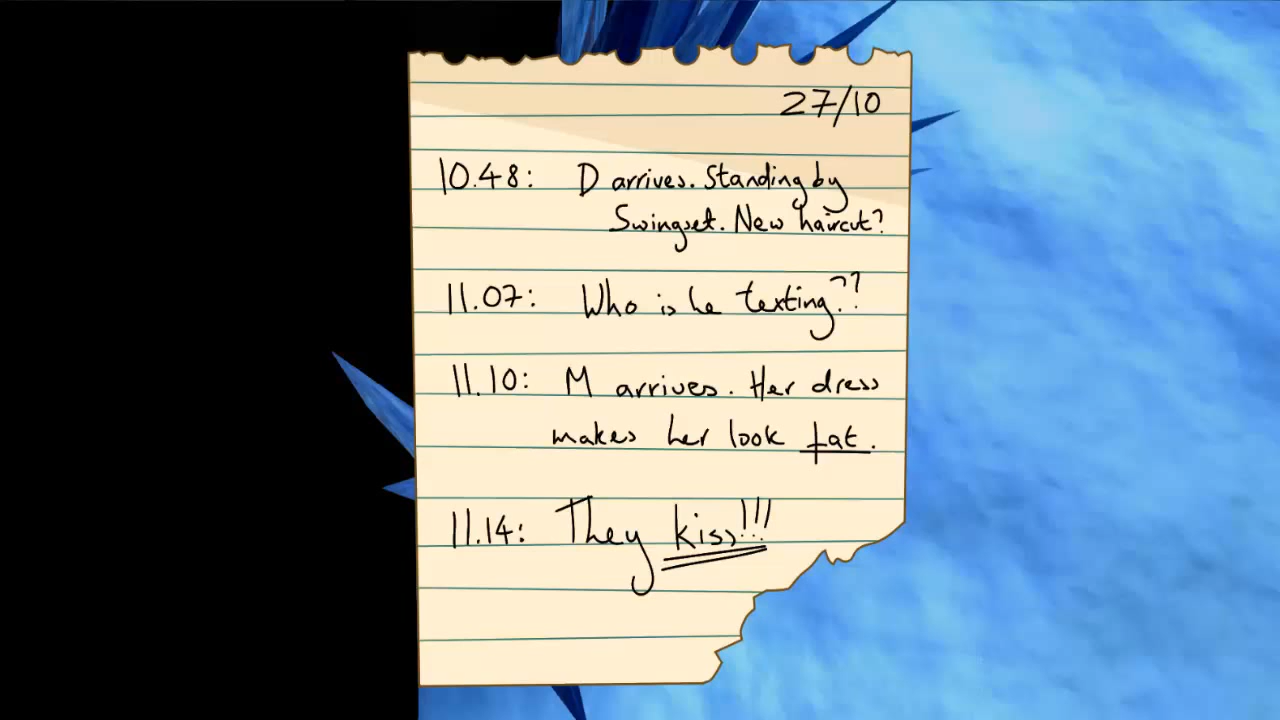 27/10
10.48: D arrives. Standing by
Swingset. New haircut?
11.07: Who is he texting??
11.10: M arrives. Her dress
makes her look fat.
11.14: They kiss!!!